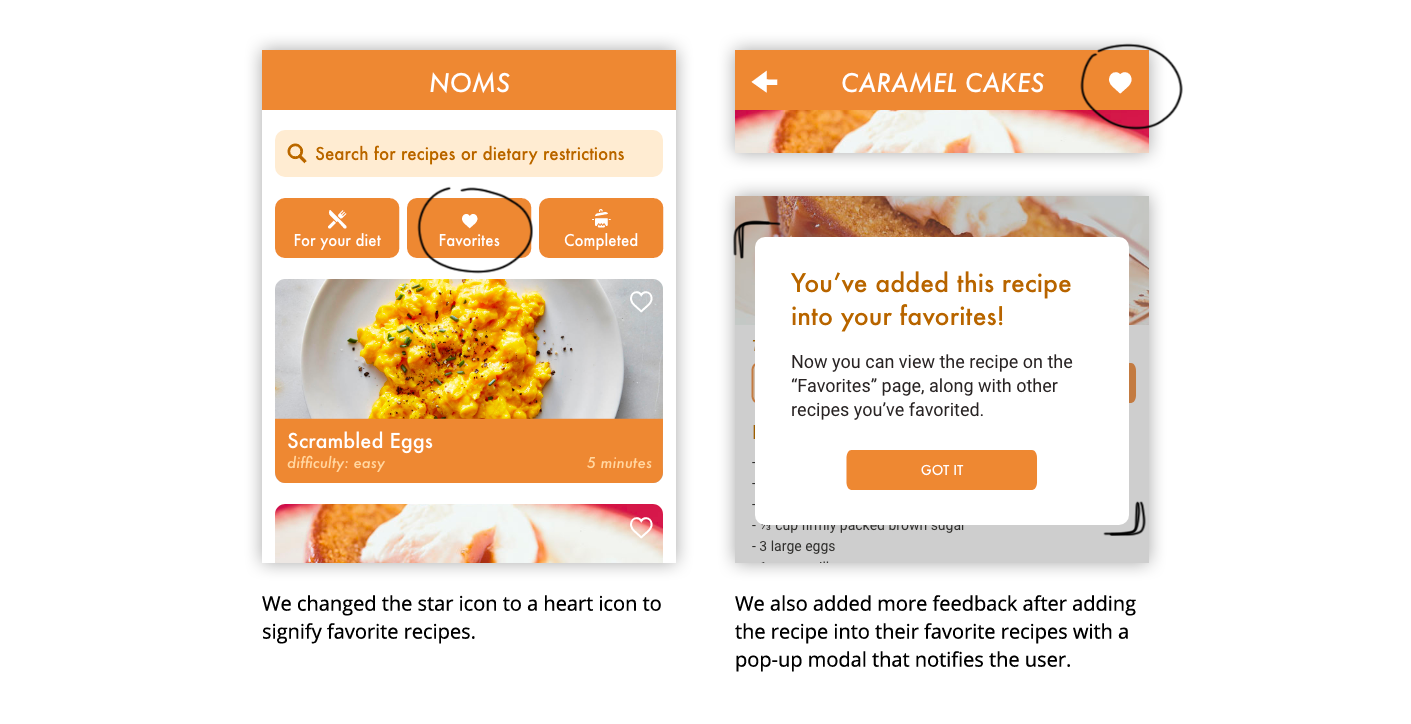 NOMS
Search for recipes or dietary restrictions
For your diet
Favorites
Completed
Scrambled Eggs
difficulty: easy
5 minutes
We changed the star icon to a heart icon to
signify favorite recipes.
CARAMEL CAKES
You’ve added this recipe
into your favorites!
Now you can view the recipe on the
“Favorites” page, along with other
recipes you’ve favorited.
GOT IT
- ⅓ cup firmly packed brown sugar
- 3 large eggs
We also added more feedback after adding
the recipe into their favorite recipes with a
pop-up modal that notifies the user.